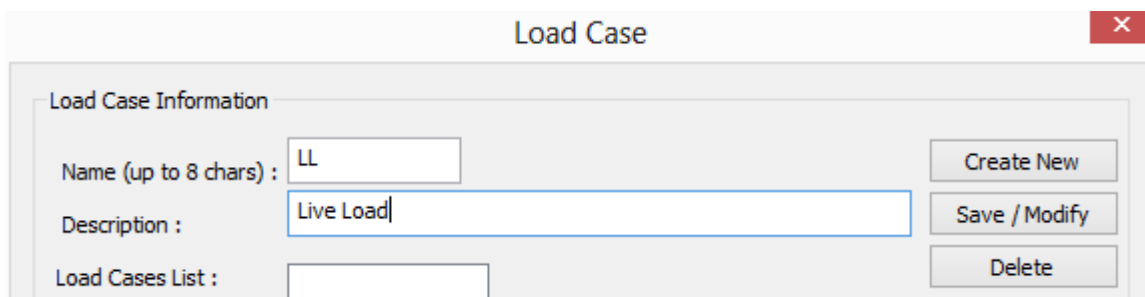 Load Case
Load Case Information
Name (up to 8 chars) : LL
Create New
Description : Live Load
Save / Modify
Load Cases List :
Delete